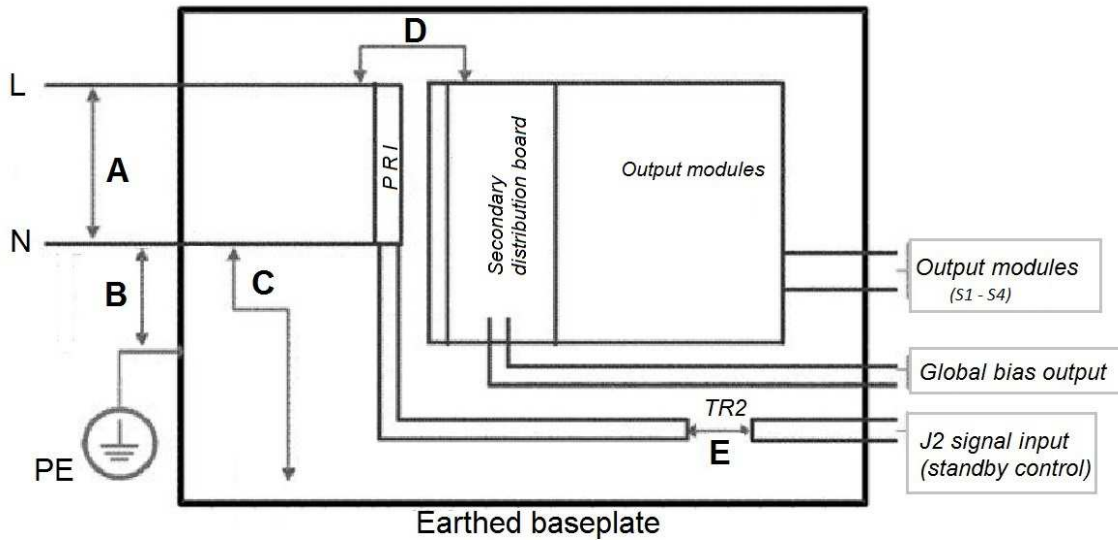 D
L
A
PRI
Secondary
distribution board
Output modules
N
B
C
Output modules
(S1 - S4)
Global bias output
TR2
E
J2 signal input
(standby control)
PE
Earthed baseplate